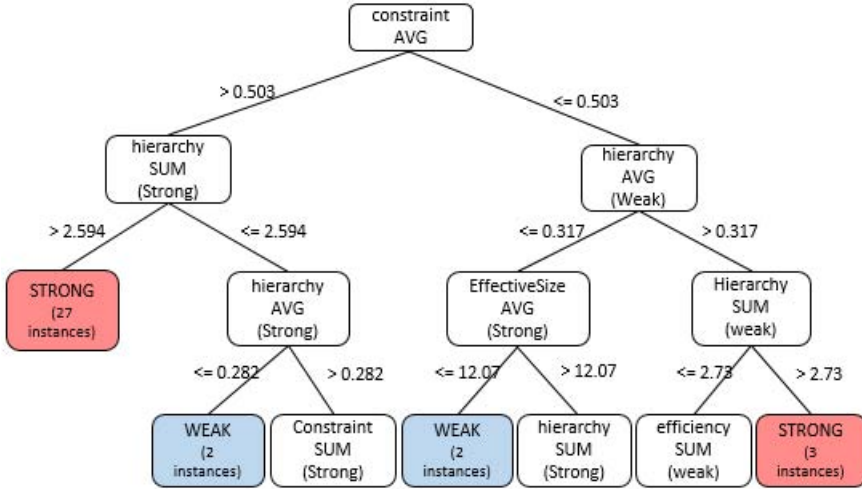 constraint
AVG
> 0.503
<= 0.503
hierarchy
SUM
(Strong)
hierarchy
AVG
(Weak)
> 2.594
<= 2.594
<= 0.317
> 0.317
STRONG
(27
instances)
hierarchy
AVG
(Strong)
EffectiveSize
AVG
(Strong)
Hierarchy
SUM
(weak)
<= 0.282
> 0.282
<= 12.07
> 12.07
<= 2.73
> 2.73
WEAK
(2
instances)
Constraint
SUM
(Strong)
WEAK
(2
instances)
hierarchy
SUM
(Strong)
efficiency
SUM
(weak)
STRONG
(3
instances)